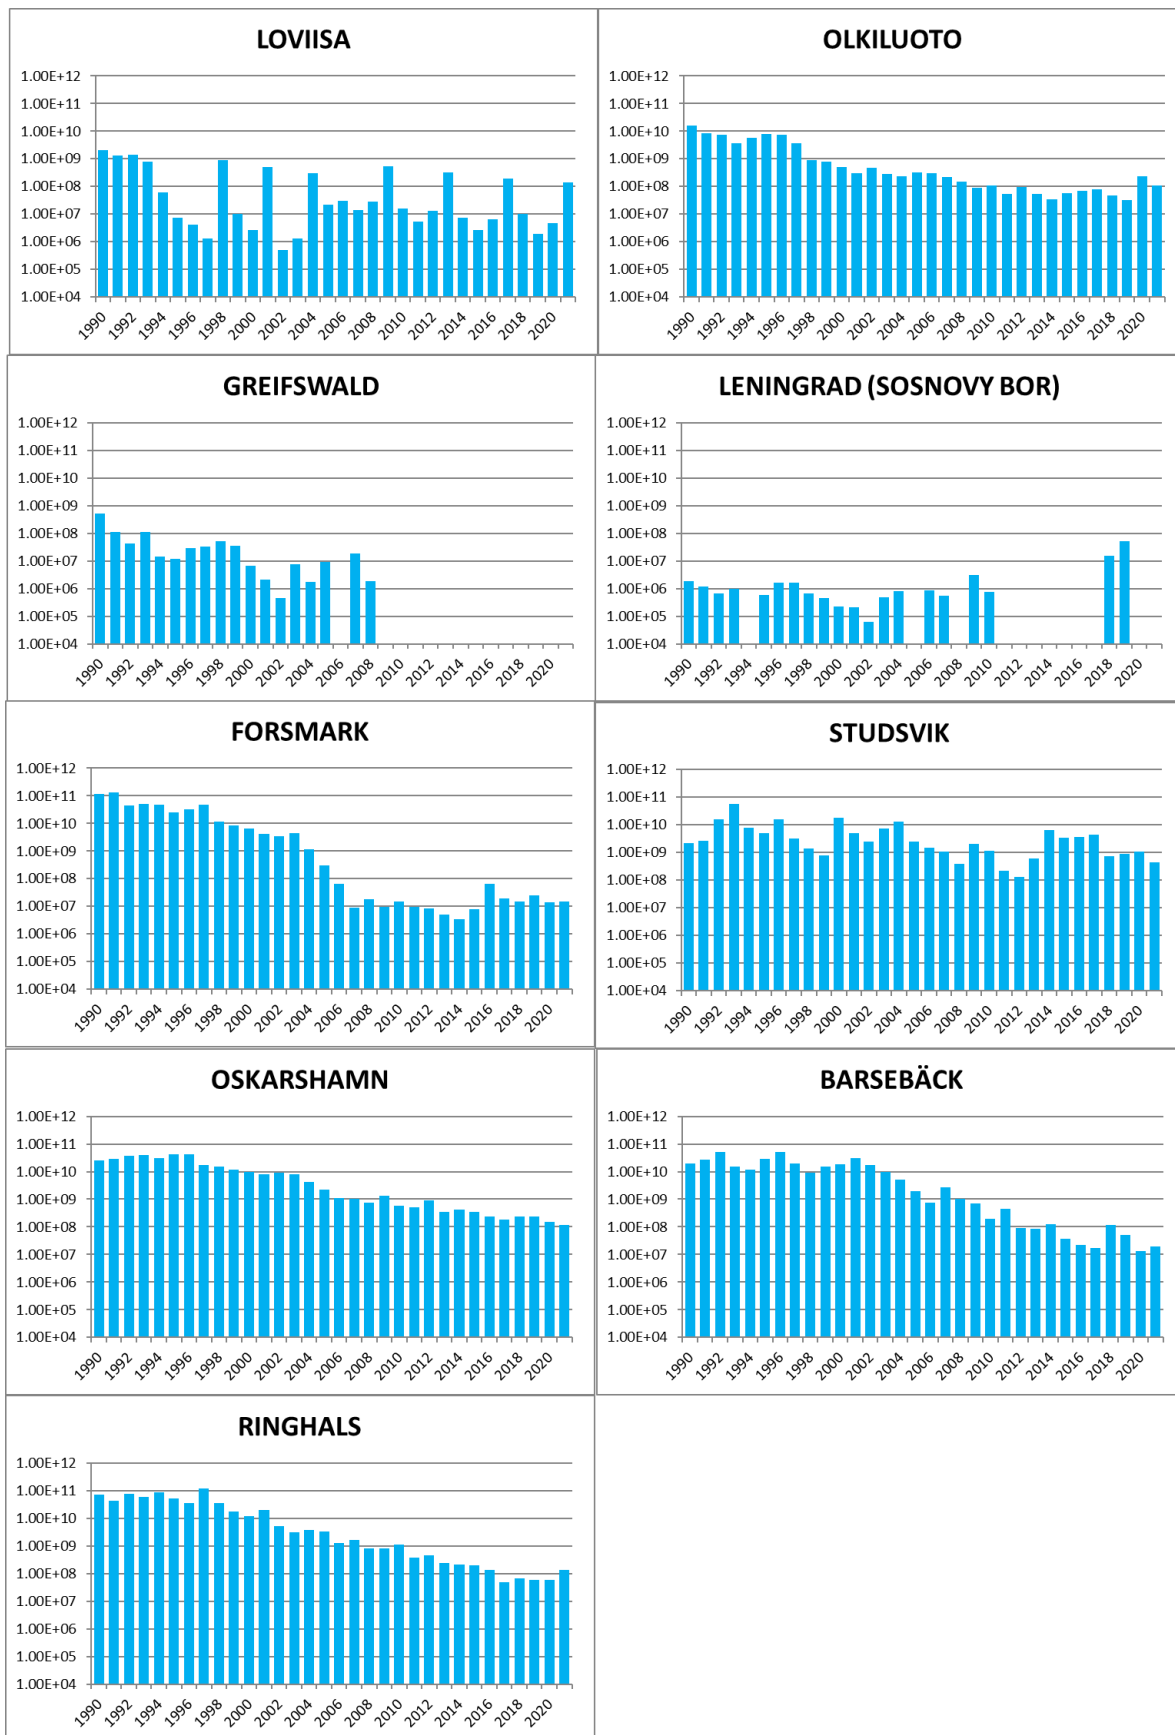 LOVIISA
1.00E+12
1.00E+11
1.00E+10
1.00E+09
1.00E+08
1.00E+07
1.00E+06
1.00E+05
1.00E+04
1990 1992 1994 1996 1998 2000 2002 2004 2006 2008 2010 2012 2014 2016 2018 2020
OLKILUOTO
1.00E+12
1.00E+11
1.00E+10
1.00E+09
1.00E+08
1.00E+07
1.00E+06
1.00E+05
1.00E+04
1990 1992 1994 1996 1998 2000 2002 2004 2006 2008 2010 2012 2014 2016 2018 2020
GREIFSWALD
1.00E+12
1.00E+11
1.00E+10
1.00E+09
1.00E+08
1.00E+07
1.00E+06
1.00E+05
1.00E+04
1990 1992 1994 1996 1998 2000 2002 2004 2006 2008 2010 2012 2014 2016 2018 2020
LENINGRAD (SOSNOVY BOR)
1.00E+12
1.00E+11
1.00E+10
1.00E+09
1.00E+08
1.00E+07
1.00E+06
1.00E+05
1.00E+04
1990 1992 1994 1996 1998 2000 2002 2004 2006 2008 2010 2012 2014 2016 2018 2020
FORSMARK
1.00E+12
1.00E+11
1.00E+10
1.00E+09
1.00E+08
1.00E+07
1.00E+06
1.00E+05
1.00E+04
1990 1992 1994 1996 1998 2000 2002 2004 2006 2008 2010 2012 2014 2016 2018 2020
STUDSVIK
1.00E+12
1.00E+11
1.00E+10
1.00E+09
1.00E+08
1.00E+07
1.00E+06
1.00E+05
1.00E+04
1990 1992 1994 1996 1998 2000 2002 2004 2006 2008 2010 2012 2014 2016 2018 2020
OSKARSHAMN
1.00E+12
1.00E+11
1.00E+10
1.00E+09
1.00E+08
1.00E+07
1.00E+06
1.00E+05
1.00E+04
1990 1992 1994 1996 1998 2000 2002 2004 2006 2008 2010 2012 2014 2016 2018 2020
BARSEBÄCK
1.00E+12
1.00E+11
1.00E+10
1.00E+09
1.00E+08
1.00E+07
1.00E+06
1.00E+05
1.00E+04
1990 1992 1994 1996 1998 2000 2002 2004 2006 2008 2010 2012 2014 2016 2018 2020
RINGHALS
1.00E+12
1.00E+11
1.00E+10
1.00E+09
1.00E+08
1.00E+07
1.00E+06
1.00E+05
1.00E+04
1990 1992 1994 1996 1998 2000 2002 2004 2006 2008 2010 2012 2014 2016 2018 2020